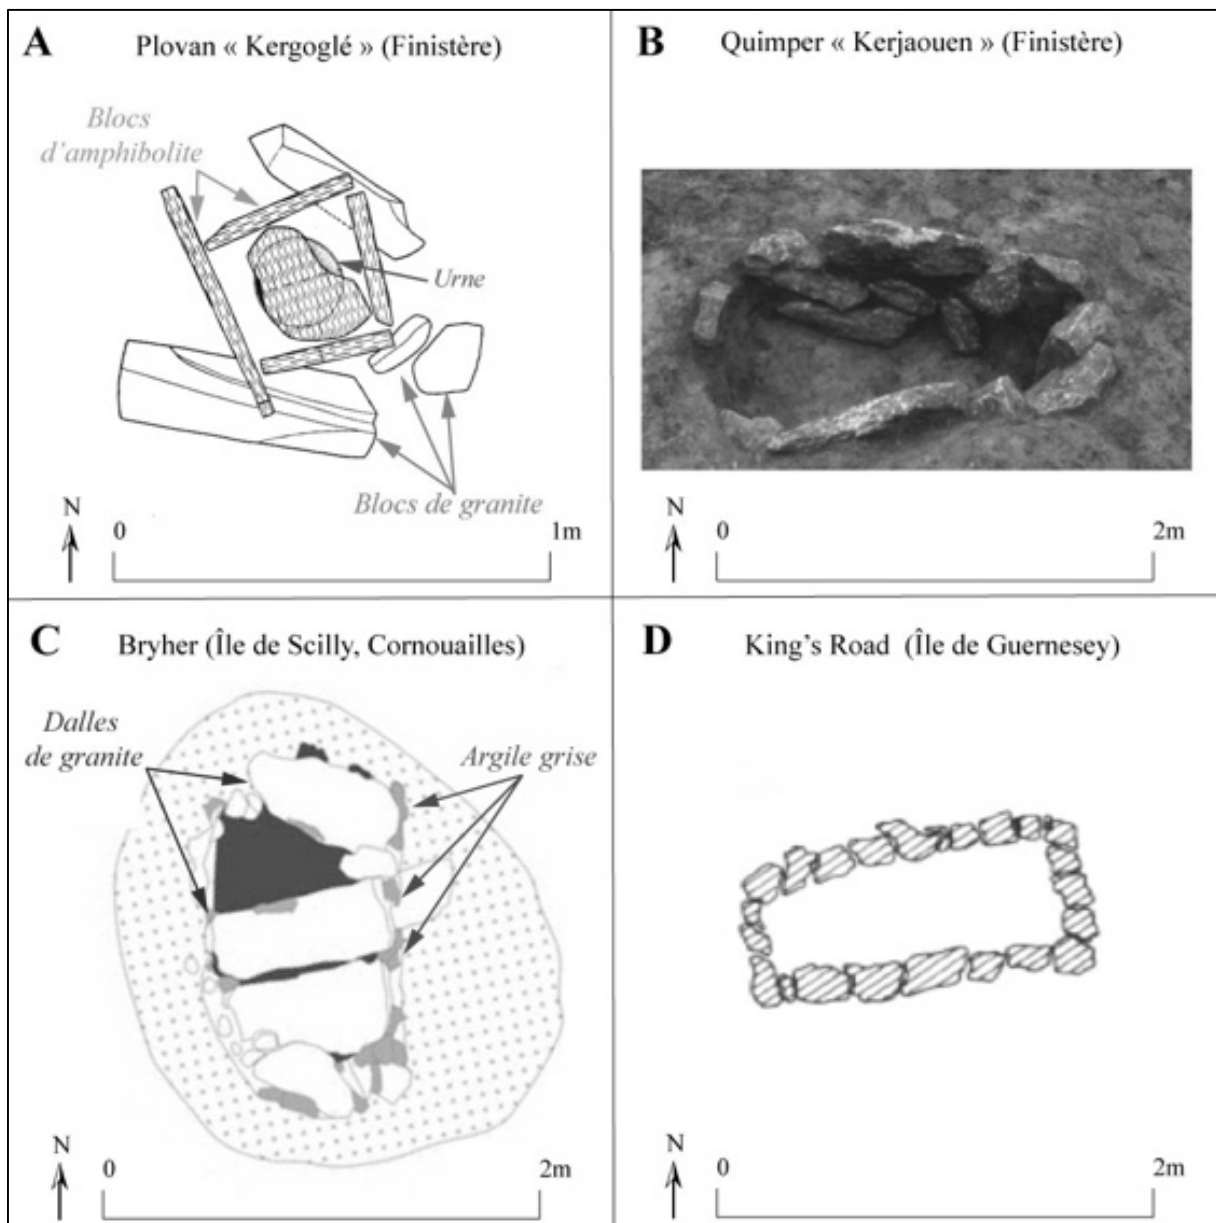 A Plovan « Kergoglé » (Finistère)
Blocs
d'amphibolite
Urne
Blocs de granite
N
0 1m
B Quimper « Kerjaouen » (Finistère)
N
0 2m
C Bryher (Île de Scilly, Cornouailles)
Dalles
de granite
Argile grise
N
0 2m
D King's Road (Île de Guernesey)
N
0 2m